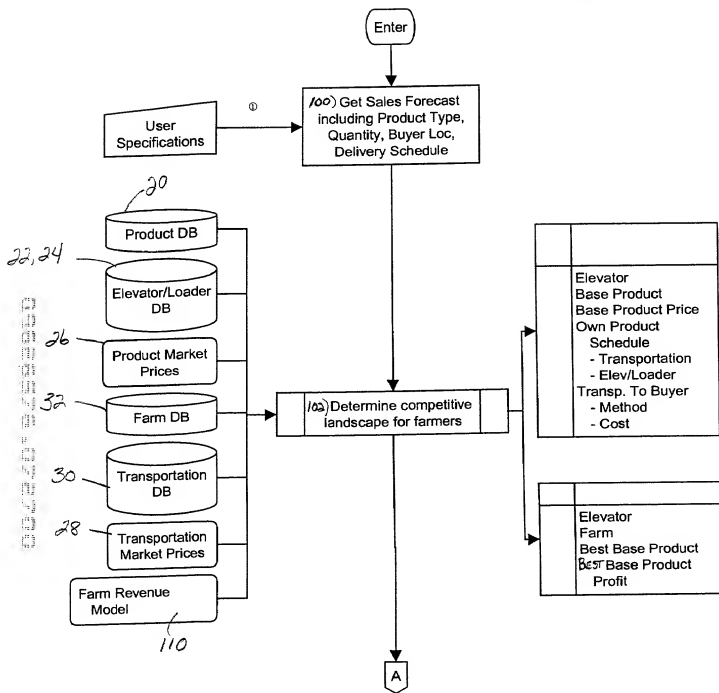 Enter
①
User
Specifications
100) Get Sales Forecast
including Product Type,
Quantity, Buyer Loc,
Delivery Schedule
20
Product DB
22, 24
Elevator/Loader
DB
26
Product Market
Prices
32
Farm DB
30
Transportation
DB
28
Transportation
Market Prices
Farm Revenue
Model
110
102) Determine competitive
landscape for farmers
Elevator
Base Product
Base Product Price
Own Product
Schedule
- Transportation
- Elev/Loader
Transp. To Buyer
- Method
- Cost
Elevator
Farm
Best Base Product
BEST Base Product
Profit
A